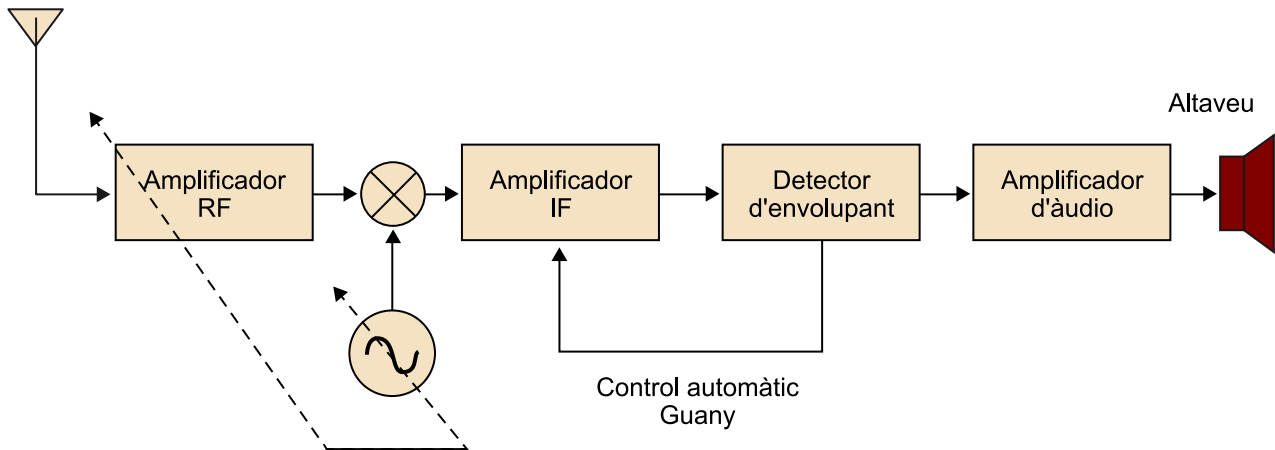 Altaveu
Amplificador
RF
Amplificador
IF
Detector
d'envolupant
Amplificador
d'àudio
Control automàtic
Guany